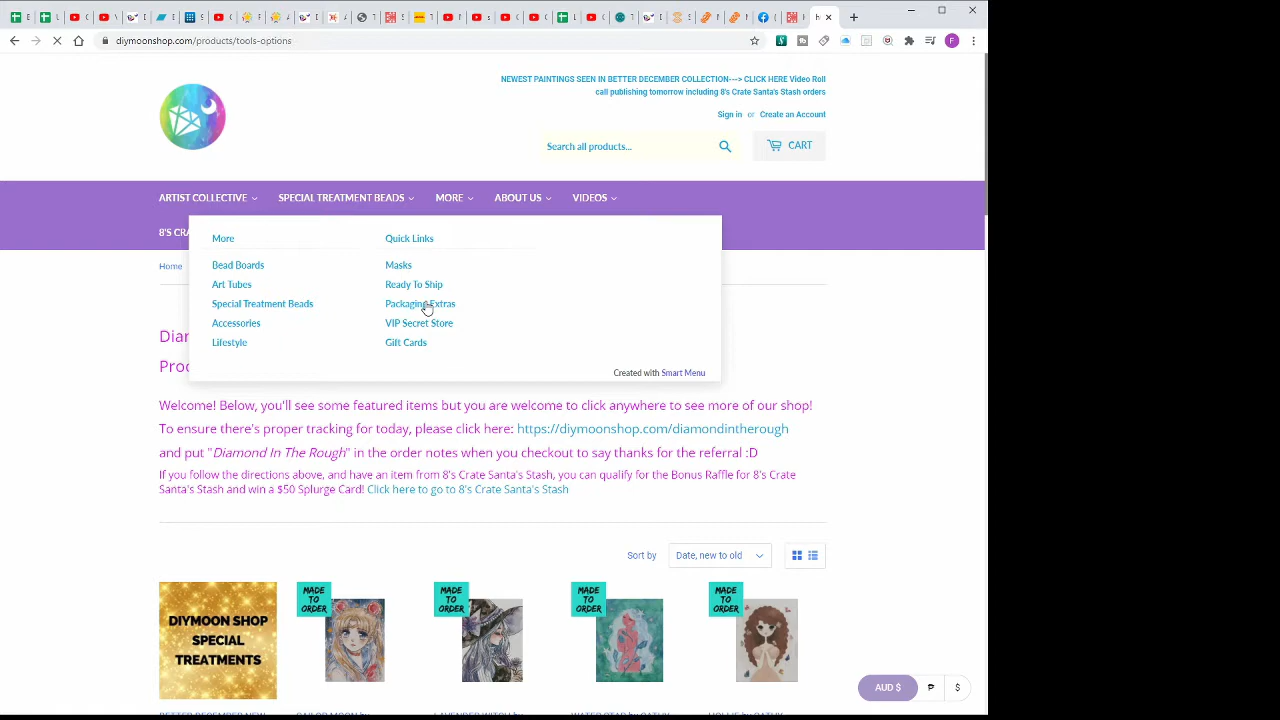 diymoonshop.com/products/tools-options
NEWEST PAINTINGS SEEN IN BETTER DECEMBER COLLECTION---> CLICK HERE Video Roll
call publishing tomorrow including 8's Crate Santa's Stash orders
Sign in or Create an Account
Search all products...
CART
ARTIST COLLECTIVE
SPECIAL TREATMENT BEADS
MORE
ABOUT US
VIDEOS
8'S CRA
More
Quick Links
Bead Boards
Masks
Art Tubes
Ready To Ship
Special Treatment Beads
Packaging Extras
Accessories
VIP Secret Store
Lifestyle
Gift Cards
Created with Smart Menu
Home
Diam
Proc
Welcome! Below, you'll see some featured items but you are welcome to click anywhere to see more of our shop!
To ensure there's proper tracking for today, please click here: https://diymoonshop.com/diamondintherough
and put "Diamond In The Rough" in the order notes when you checkout to say thanks for the referral :D
If you follow the directions above, and have an item from 8's Crate Santa's Stash, you can qualify for the Bonus Raffle for 8's Crate
Santa's Stash and win a $50 Splurge Card! Click here to go to 8's Crate Santa's Stash
Sort by
Date, new to old
DIYMOON SHOP
SPECIAL
TREATMENTS
MADE
TO
ORDER
MADE
TO
ORDER
MADE
TO
ORDER
MADE
TO
ORDER
AUD $
₱
$